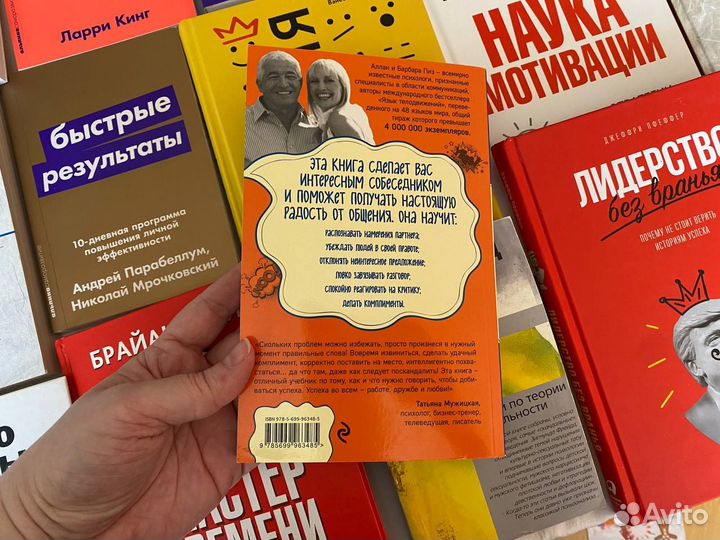 Ларри Кинг
НАУКА
МОТИВАЦИИ
быстрые
результаты
10-дневная программа
повышения личной
эффективности
Андрей Парабеллум,
Николай Мрочковский
Аллан и Барбара Пиз – всемирно
известные психологи, признанные
специалисты в области коммуникаций,
авторы международного бестселлера
«Язык телодвижений», переве-
денного на 48 языков мира, общий
тираж которого превышает
4 000 000 экземпляров.
ЭТА КНИГА СДЕЛАЕТ ВАС
ИНТЕРЕСНЫМ СОБЕСЕДНИКОМ
И ПОМОЖЕТ ПОЛУЧАТЬ НАСТОЯЩУЮ
РАДОСТЬ ОТ ОБЩЕНИЯ. ОНА НАУЧИТ:
РАСПОЗНАВАТЬ НАМЕРЕНИЯ ПАРТНЕРА;
УБЕЖДАТЬ ЛЮДЕЙ В СВОЕЙ ПРАВОТЕ;
ОТКЛОНЯТЬ НЕИНТЕРЕСНОЕ ПРЕДЛОЖЕНИЕ;
ЛОВКО ЗАВЯЗЫВАТЬ РАЗГОВОР;
СПОКОЙНО РЕАГИРОВАТЬ НА КРИТИКУ;
ДЕЛАТЬ КОМПЛИМЕНТЫ.
«Скольких проблем можно избежать, просто произнеся в нужный
момент правильные слова! Вовремя извиниться, сделать удачный
комплимент, корректно поставить на место, интеллигентно похва-
статься... да что там, даже как следует поскандалить! Эта книга –
отличный учебник по тому, как и что нужно говорить, чтобы доби-
ваться успеха. Успеха во всем – работе, дружбе и любви!»
Татьяна Мужицкая,
психолог, бизнес-тренер,
телеведущая, писатель
ISBN 978-5-699-96348-5
9 785699 963485
ДЖЕФФРИ ПФЕФФЕР
ЛИДЕРСТВО
без вранья
ПОЧЕМУ НЕ СТОИТ ВЕРИТЬ
ИСТОРИЯМ УСПЕХА
БРАЙАН
МАСТЕР
ВРЕМЕНИ
и по теории
Avito